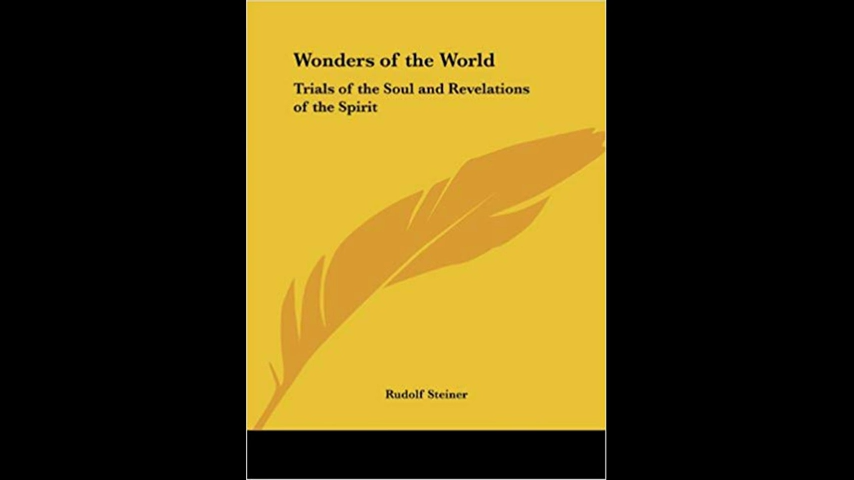 Wonders of the World
Trials of the Soul and Revelations
of the Spirit
Rudolf Steiner